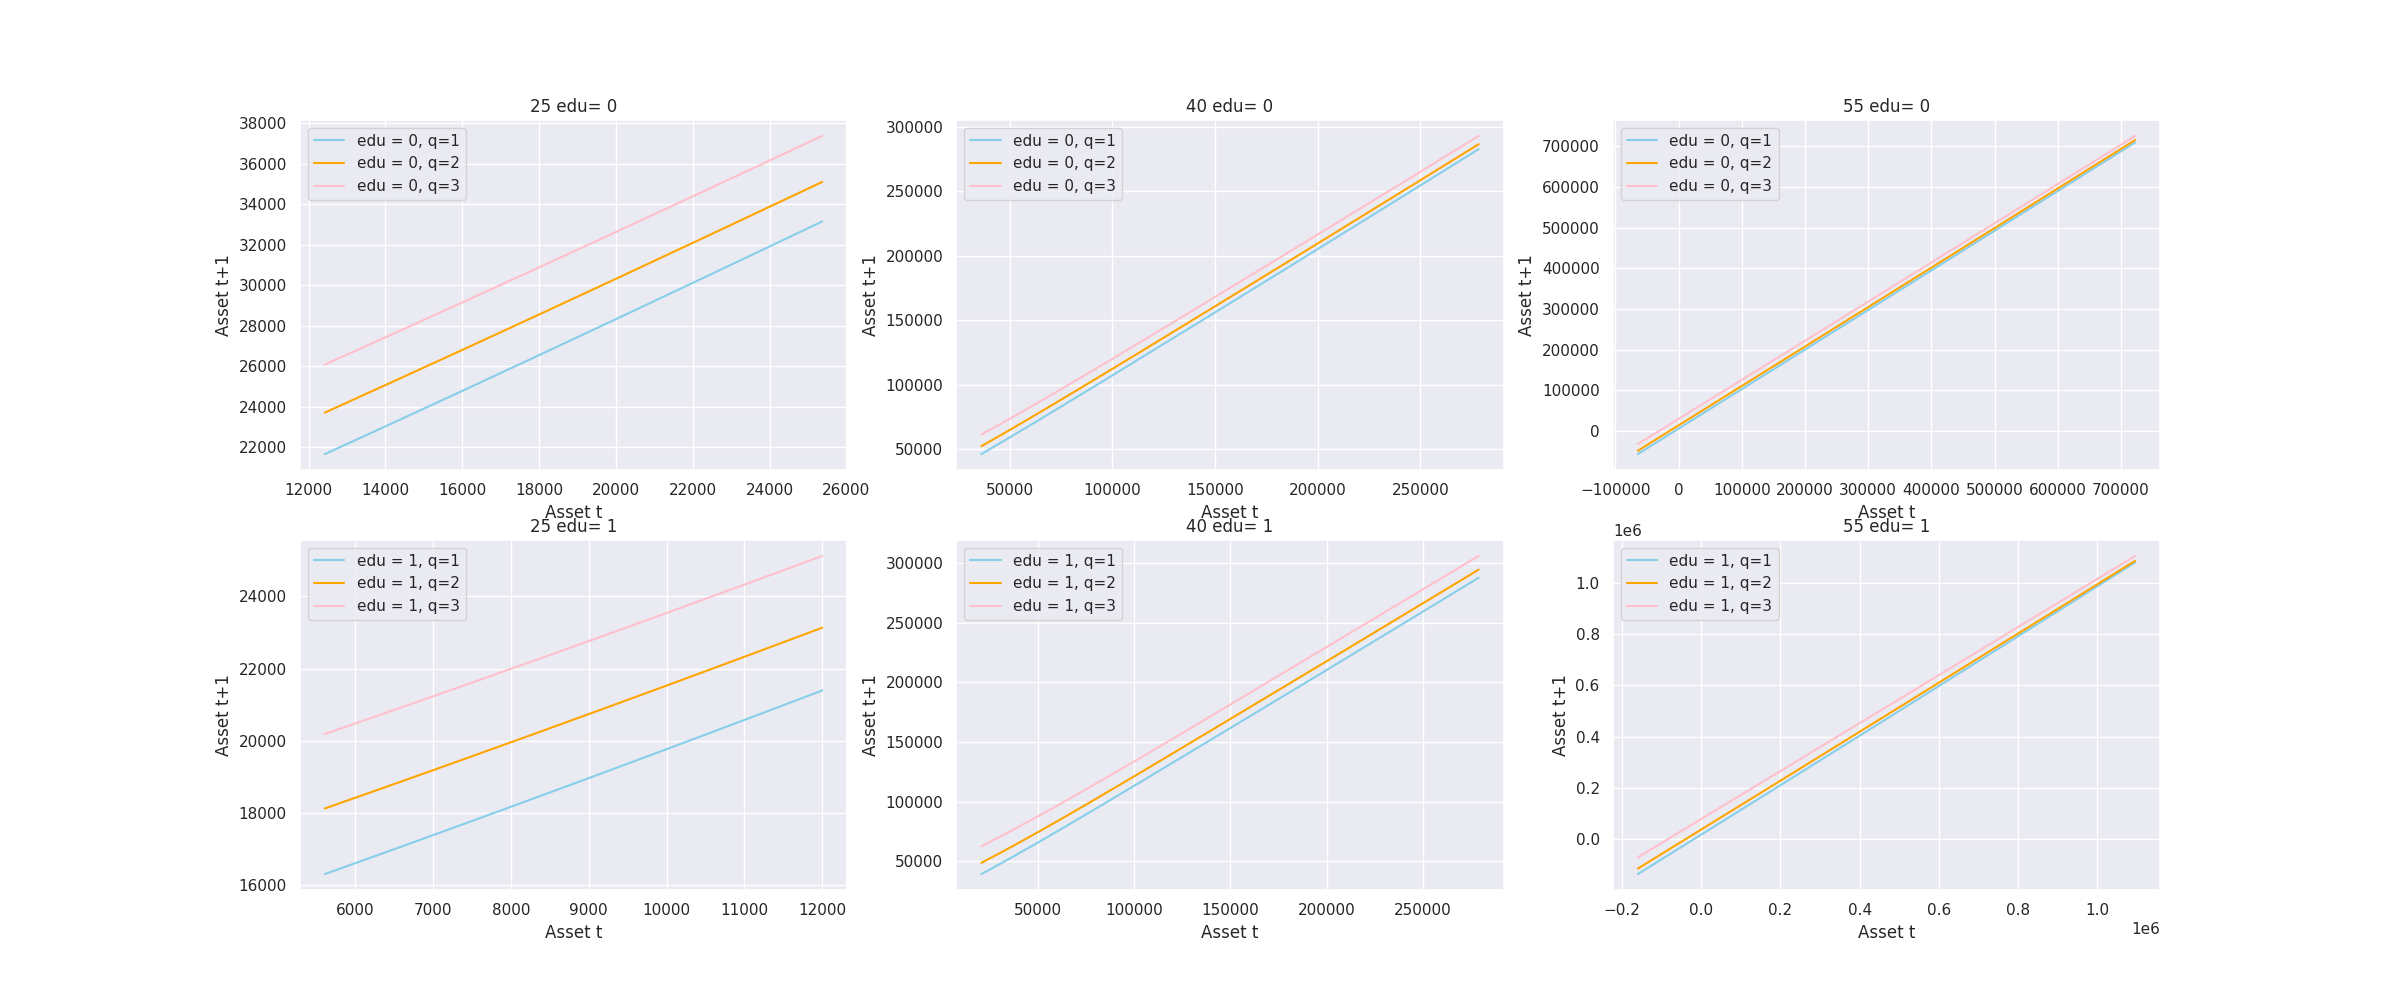 25 edu= 0
edu = 0, q=1
edu = 0, q=2
edu = 0, q=3
38000
36000
34000
32000
30000
28000
26000
24000
22000
Asset t+1
12000 14000 16000 18000 20000 22000 24000 26000
Asset t
40 edu= 0
edu = 0, q=1
edu = 0, q=2
edu = 0, q=3
300000
250000
200000
150000
100000
50000
Asset t+1
50000 100000 150000 200000 250000
Asset t
55 edu= 0
edu = 0, q=1
edu = 0, q=2
edu = 0, q=3
700000
600000
500000
400000
300000
200000
100000
0
Asset t+1
−100000 0 100000 200000 300000 400000 500000 600000 700000
Asset t
25 edu= 1
edu = 1, q=1
edu = 1, q=2
edu = 1, q=3
24000
22000
20000
18000
16000
Asset t+1
6000 7000 8000 9000 10000 11000 12000
Asset t
40 edu= 1
edu = 1, q=1
edu = 1, q=2
edu = 1, q=3
300000
250000
200000
150000
100000
50000
Asset t+1
50000 100000 150000 200000 250000
Asset t
55 edu= 1
1e6
edu = 1, q=1
edu = 1, q=2
edu = 1, q=3
1.0
0.8
0.6
0.4
0.2
0.0
Asset t+1
−0.2 0.0 0.2 0.4 0.6 0.8 1.0
1e6
Asset t